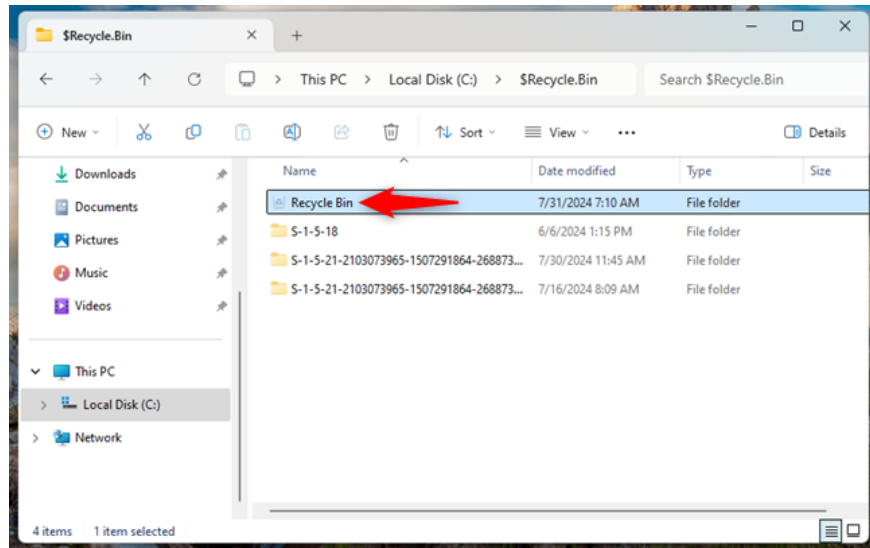 $Recycle.Bin
This PC > Local Disk (C:) > $Recycle.Bin
Search $Recycle.Bin
New
Sort
View
Details
Downloads
Documents
Pictures
Music
Videos
This PC
Local Disk (C:)
Network
Name Date modified Type Size
Recycle Bin 7/31/2024 7:10 AM File folder
S-1-5-18 6/6/2024 1:15 PM File folder
S-1-5-21-2103073965-1507291864-268873... 7/30/2024 11:45 AM File folder
S-1-5-21-2103073965-1507291864-268873... 7/16/2024 8:09 AM File folder
4 items 1 item selected